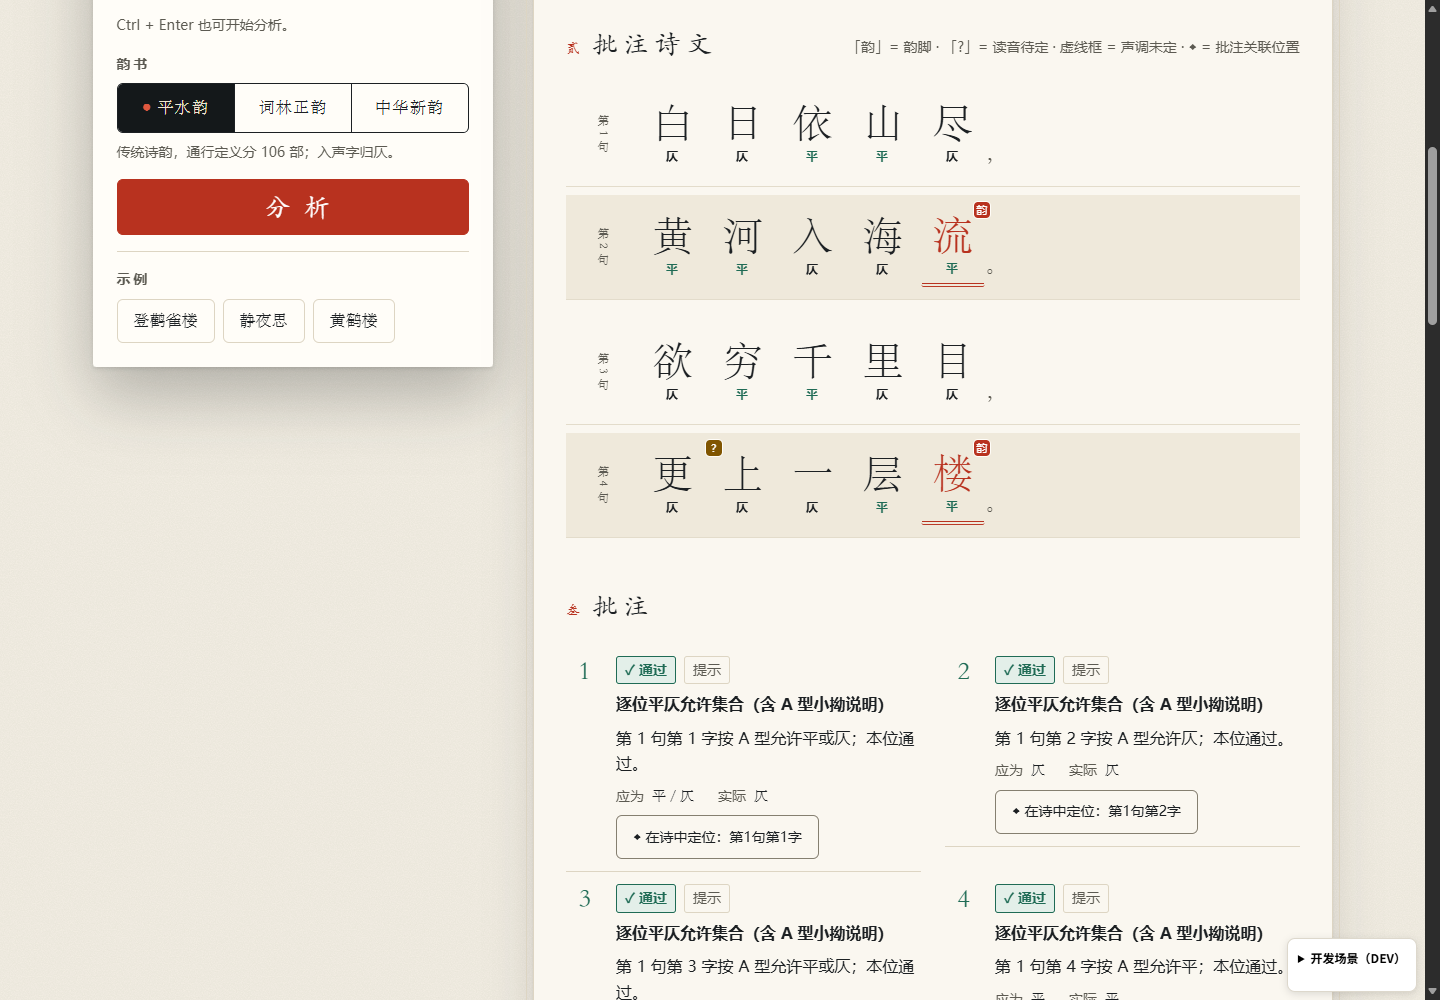 Ctrl + Enter 也可开始分析。
韵书
平水韵 词林正韵 中华新韵
传统诗韵，通行定义分 106 部；入声字归仄。
分析
示例
登鹳雀楼 静夜思 黄鹤楼
贰 批注诗文 「韵」= 韵脚 · 「?」= 读音待定 · 虚线框 = 声调未定 · ◆ = 批注关联位置
第1句 白日依山尽，
仄 仄 平 平 仄
韵
第2句 黄河入海流。
平 平 仄 仄 平
第3句 欲穷千里目，
仄 平 平 仄 仄
? 韵
第4句 更上一层楼。
仄 仄 仄 平 平
叁 批注
1 ✓ 通过 提示
逐位平仄允许集合（含 A 型小拗说明）
第 1 句第 1 字按 A 型允许平或仄；本位通
过。
应为 平 / 仄 实际 仄
◆ 在诗中定位：第1句第1字
2 ✓ 通过 提示
逐位平仄允许集合（含 A 型小拗说明）
第 1 句第 2 字按 A 型允许仄；本位通过。
应为 仄 实际 仄
◆ 在诗中定位：第1句第2字
3 ✓ 通过 提示
逐位平仄允许集合（含 A 型小拗说明）
第 1 句第 3 字按 A 型允许平或仄；本位通
过。
4 ✓ 通过 提示
逐位平仄允许集合（含 A 型小拗说明）
第 1 句第 4 字按 A 型允许平；本位通过。
应为 平 实际 平
▶ 开发场景（DEV）